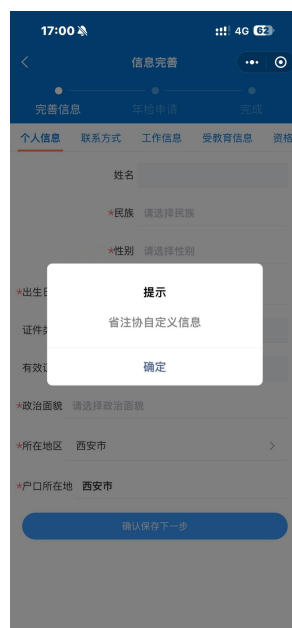 17:00 4G 62
信息完善
完善信息 年检申请 完成
个人信息 联系方式 工作信息 受教育信息 资格
姓名
*民族 请选择民族
*性别 请选择性别
*出生日
提示
证件类
省注协自定义信息
有效证
确定
*政治面貌 请选择政治面貌
*所在地区 西安市
*户口所在地 西安市
确认保存下一步